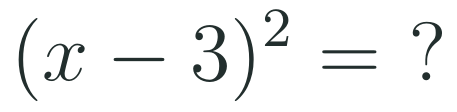 (x − 3)² = ?